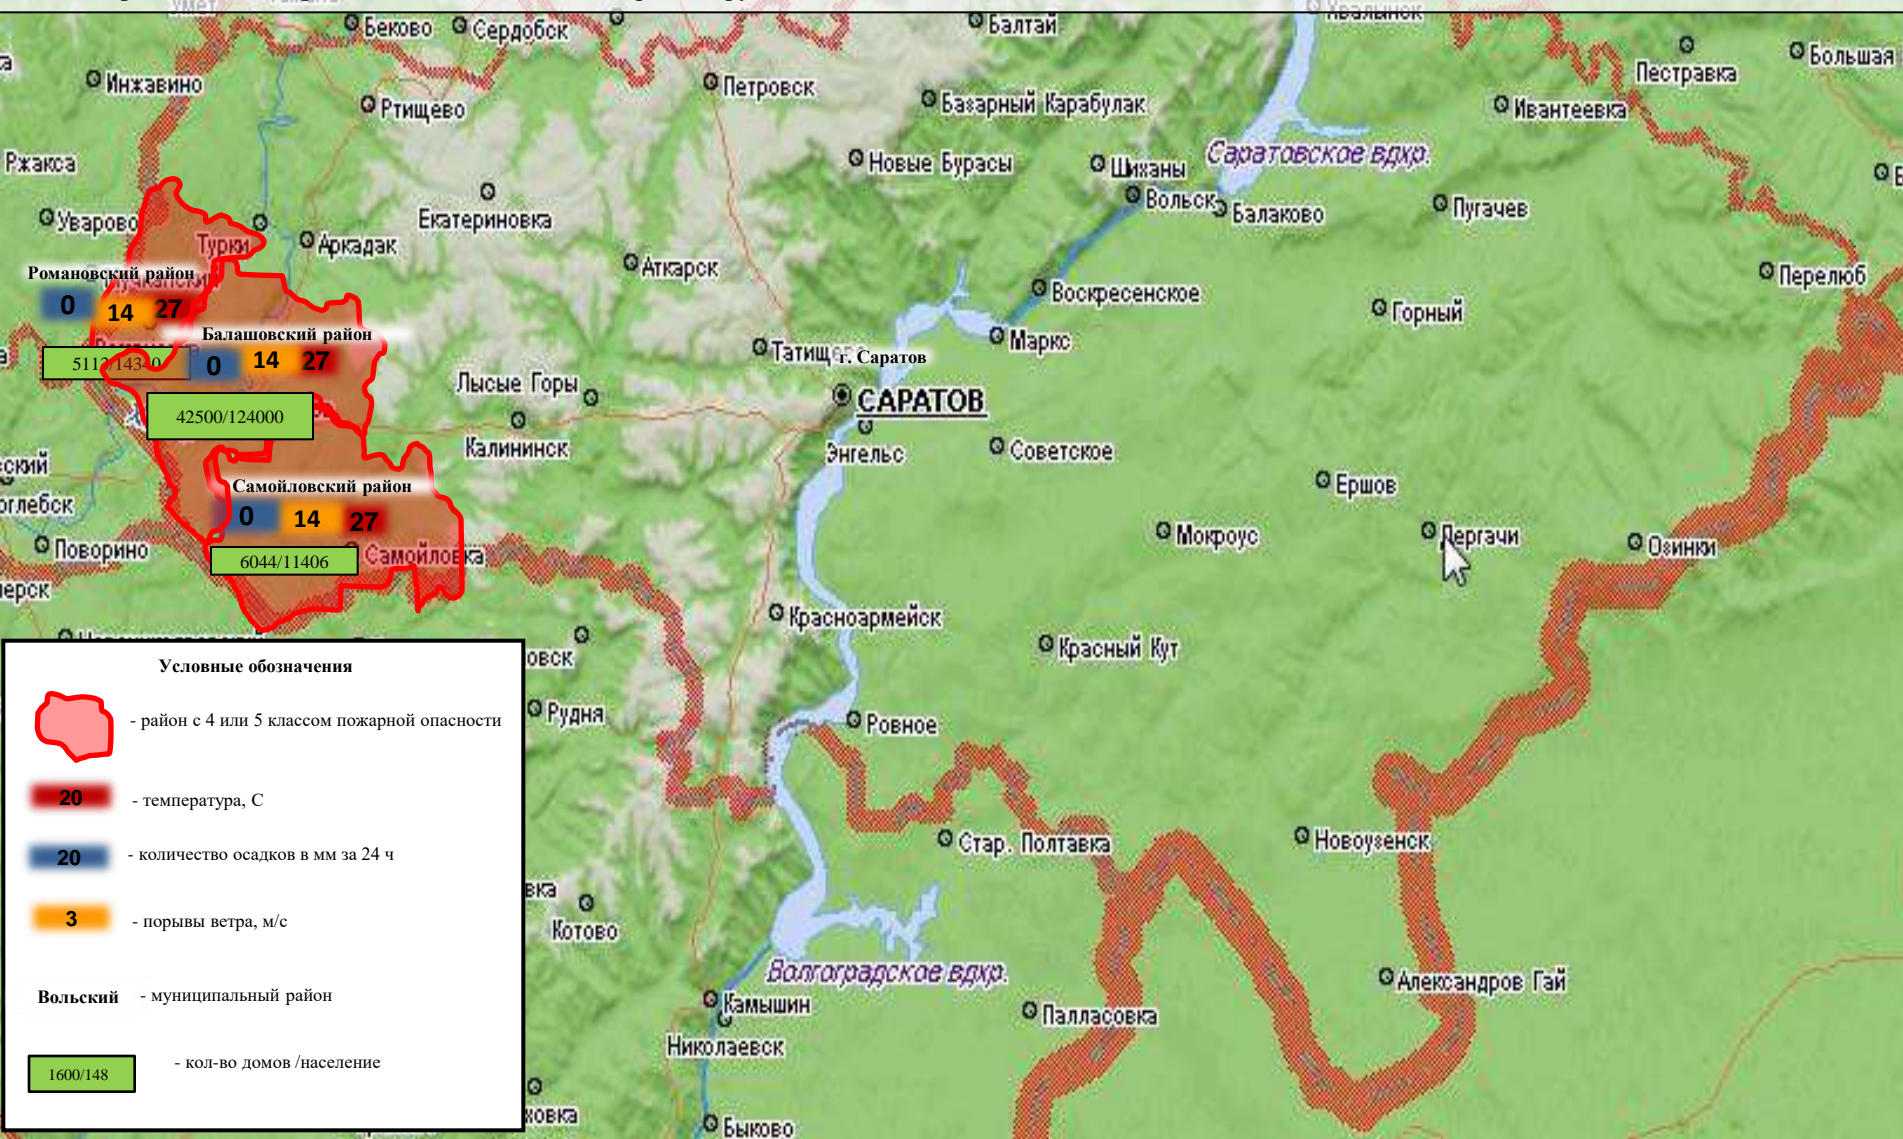 Беково
Сердобск
Балтай
Хвалынск
Пестравка
Большая
Инжавино
Ртищево
Петровск
Базарный Карабулак
Ивантеевка
Ржакса
Новые Бурасы
Шиханы
Саратовское вдхр.
Уварово
Турки
Аркадак
Екатериновка
Вольск
Балаково
Пугачев
Аткарск
Перелюб
Романовский район
0 14 27
5112/14340
Воскресенское
Горный
Маркс
Балашовский район
0 14 27
42500/124000
г. Саратов
САРАТОВ
Лысые Горы
Калининск
Энгельс
Советское
Ершов
Самойловский район
0 14 27
6044/11406
Самойловка
Поворино
Мокроус
Дергачи
Озинки
Красноармейск
Красный Кут
Рудня
Ровное
Стар. Полтавка
Новоузенск
Котово
Волгоградское вдхр.
Александров Гай
Камышин
Палласовка
Николаевск
Быково
Условные обозначения
- район с 4 или 5 классом пожарной опасности
20 - температура, С
20 - количество осадков в мм за 24 ч
3 - порывы ветра, м/с
Вольский - муниципальный район
1600/148 - кол-во домов /население